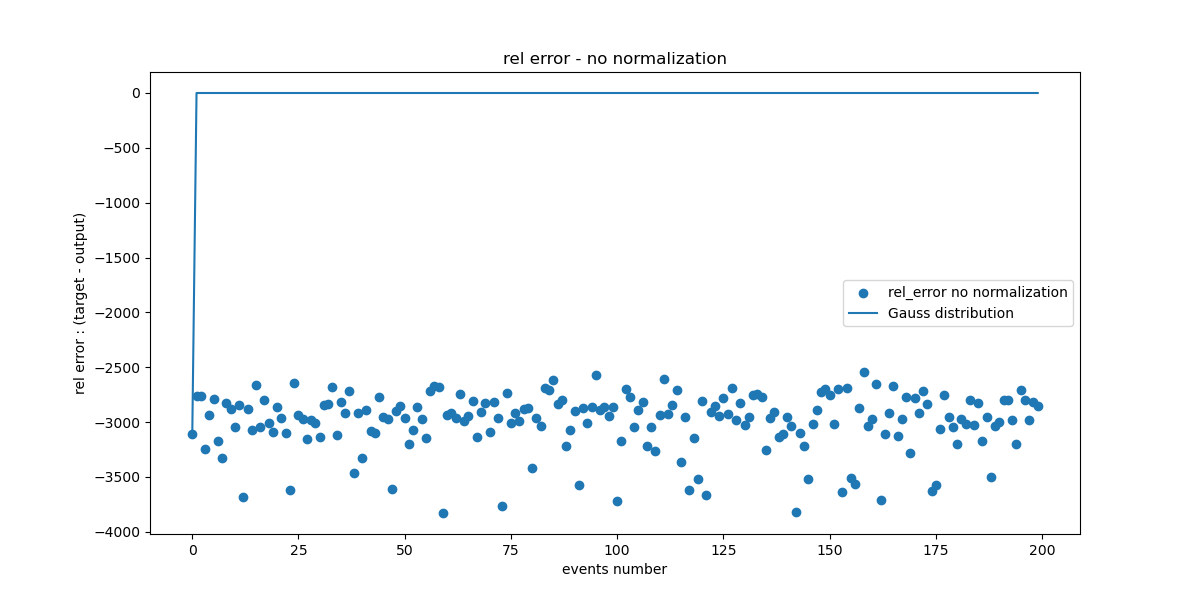 rel error - no normalization
rel error : (target - output)
0
−500
−1000
−1500
−2000
−2500
−3000
−3500
−4000
rel_error no normalization
Gauss distribution
0 25 50 75 100 125 150 175 200
events number